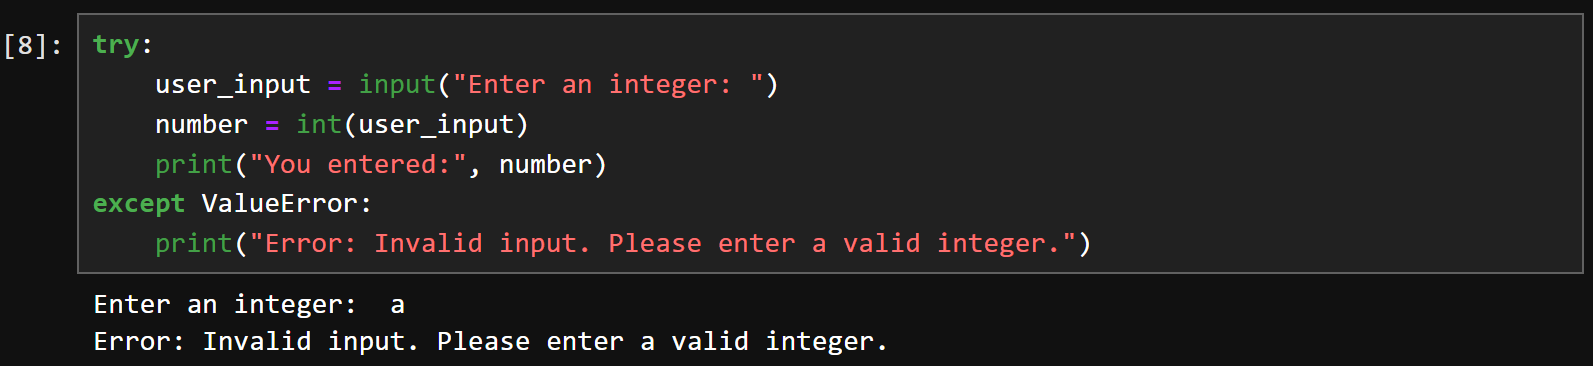 [8]: try:
    user_input = input("Enter an integer: ")
    number = int(user_input)
    print("You entered:", number)
except ValueError:
    print("Error: Invalid input. Please enter a valid integer.")
Enter an integer:  a
Error: Invalid input. Please enter a valid integer.